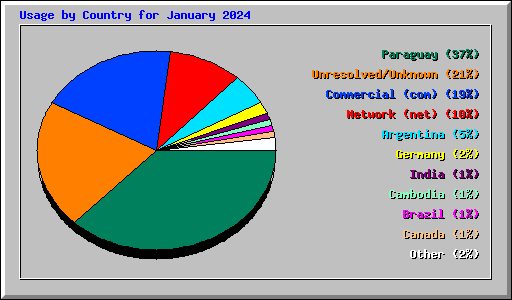 Usage by Country for January 2024
Paraguay (37%)
Unresolved/Unknown (21%)
Commercial (com) (19%)
Network (net) (10%)
Argentina (5%)
Germany (2%)
India (1%)
Cambodia (1%)
Brazil (1%)
Canada (1%)
Other (2%)